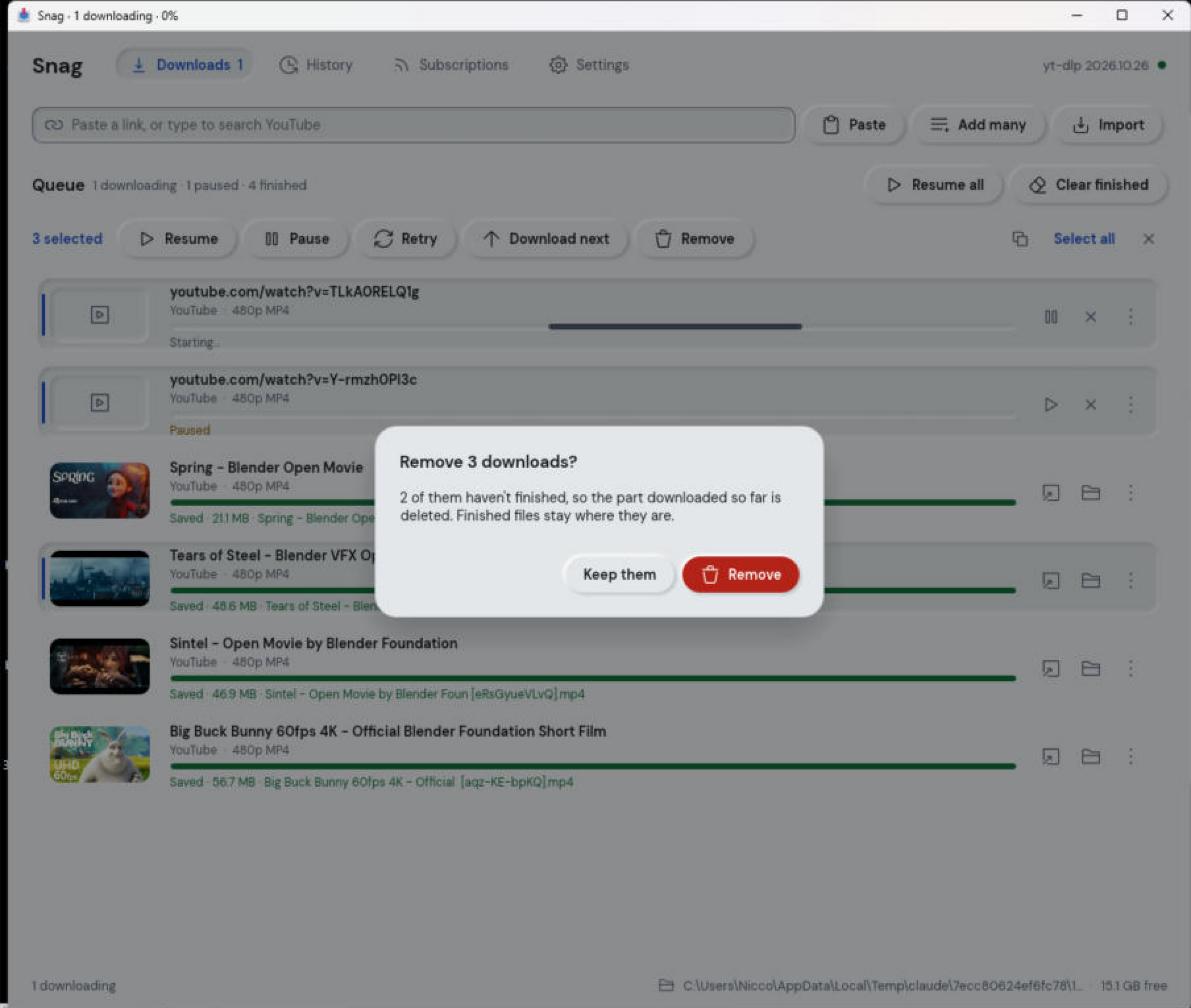 Snag · 1 downloading · 0%
Snag
Downloads 1
History
Subscriptions
Settings
yt-dlp 2026.10.26
Paste a link, or type to search YouTube
Paste
Add many
Import
Queue 1 downloading · 1 paused · 4 finished
Resume all
Clear finished
3 selected
Resume
Pause
Retry
Download next
Remove
Select all
youtube.com/watch?v=TLkA0RELQ1g
YouTube · 480p MP4
Starting…
youtube.com/watch?v=Y-rmzh0PI3c
YouTube · 480p MP4
Paused
SPRING
Spring - Blender Open Movie
YouTube · 480p MP4
Saved · 21.1 MB · Spring - Blender Ope
Tears of Steel - Blender VFX Op
YouTube · 480p MP4
Saved · 48.6 MB · Tears of Steel - Blen
Remove 3 downloads?
2 of them haven't finished, so the part downloaded so far is
deleted. Finished files stay where they are.
Keep them
Remove
Sintel - Open Movie by Blender Foundation
YouTube · 480p MP4
Saved · 46.9 MB · Sintel - Open Movie by Blender Foun [eRsGyueVLvQ].mp4
Big Buck
BUNNY
UHD
60fps
Big Buck Bunny 60fps 4K - Official Blender Foundation Short Film
YouTube · 480p MP4
Saved · 56.7 MB · Big Buck Bunny 60fps 4K - Official [aqz-KE-bpKQ].mp4
1 downloading
C:\Users\Nicco\AppData\Local\Temp\claude\7ecc80624ef6fc78\1… · 15.1 GB free